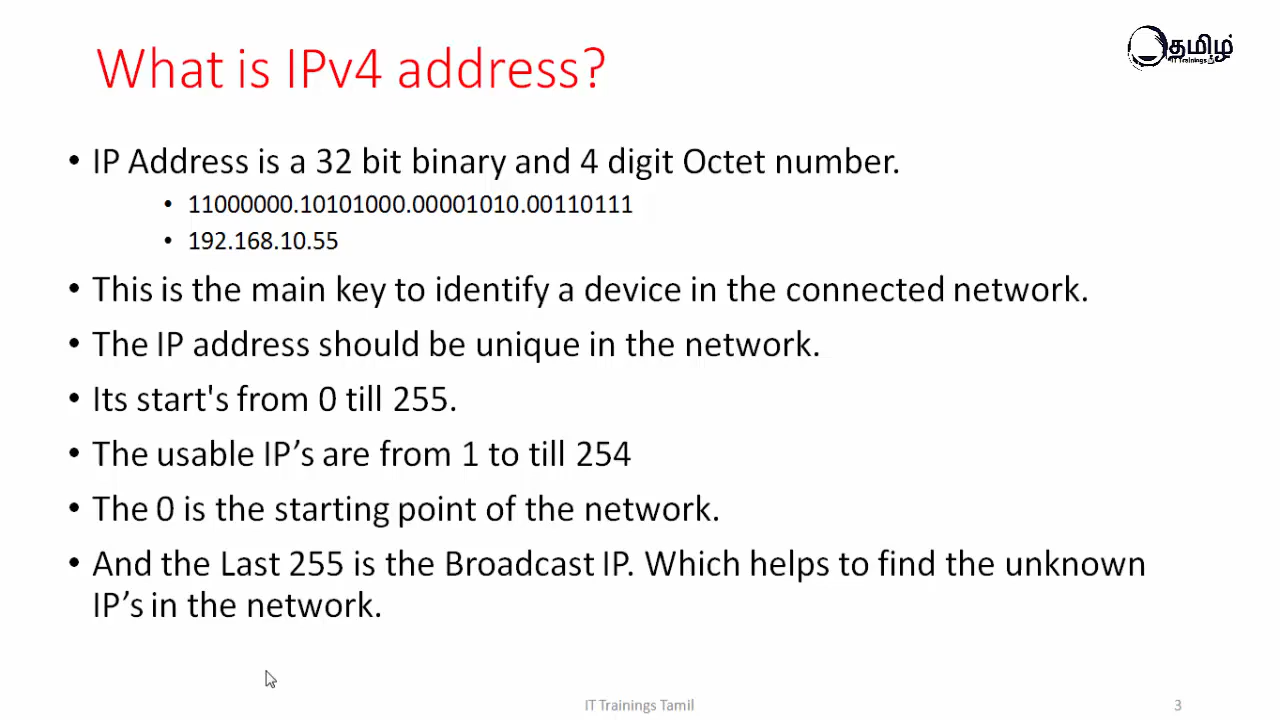 What is IPv4 address?
தமிழ்
IT Trainings
• IP Address is a 32 bit binary and 4 digit Octet number.
• 11000000.10101000.00001010.00110111
• 192.168.10.55
• This is the main key to identify a device in the connected network.
• The IP address should be unique in the network.
• Its start's from 0 till 255.
• The usable IP’s are from 1 to till 254
• The 0 is the starting point of the network.
• And the Last 255 is the Broadcast IP. Which helps to find the unknown
IP’s in the network.
IT Trainings Tamil
3